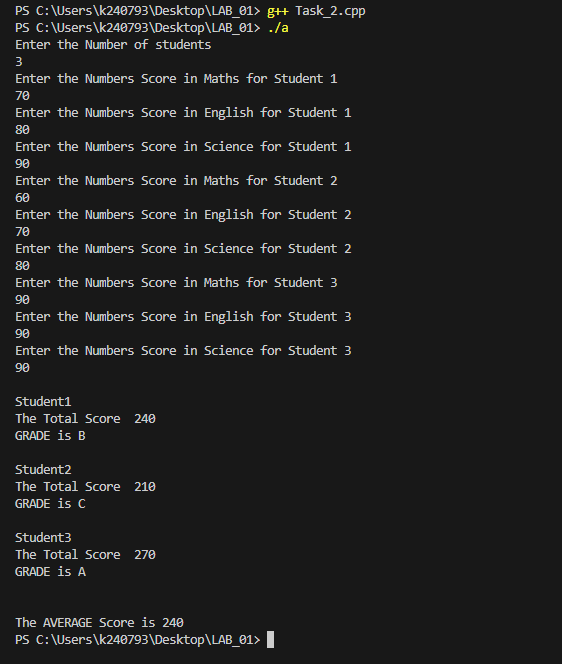 PS C:\Users\k240793\Desktop\LAB_01> g++ Task_2.cpp
PS C:\Users\k240793\Desktop\LAB_01> ./a
Enter the Number of students
3
Enter the Numbers Score in Maths for Student 1
70
Enter the Numbers Score in English for Student 1
80
Enter the Numbers Score in Science for Student 1
90
Enter the Numbers Score in Maths for Student 2
60
Enter the Numbers Score in English for Student 2
70
Enter the Numbers Score in Science for Student 2
80
Enter the Numbers Score in Maths for Student 3
90
Enter the Numbers Score in English for Student 3
90
Enter the Numbers Score in Science for Student 3
90

Student1
The Total Score  240
GRADE is B

Student2
The Total Score  210
GRADE is C

Student3
The Total Score  270
GRADE is A


The AVERAGE Score is 240
PS C:\Users\k240793\Desktop\LAB_01>